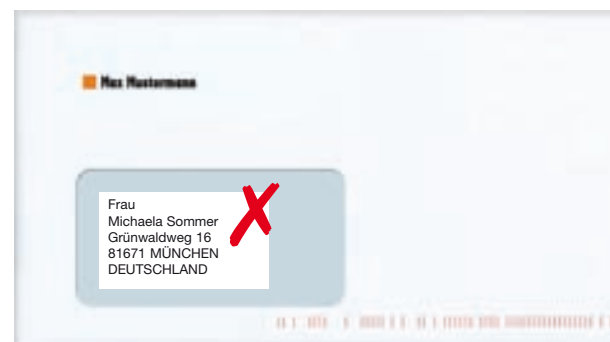 Max Mustermann
Frau
Michaela Sommer
Grünwaldweg 16
81671 MÜNCHEN
DEUTSCHLAND